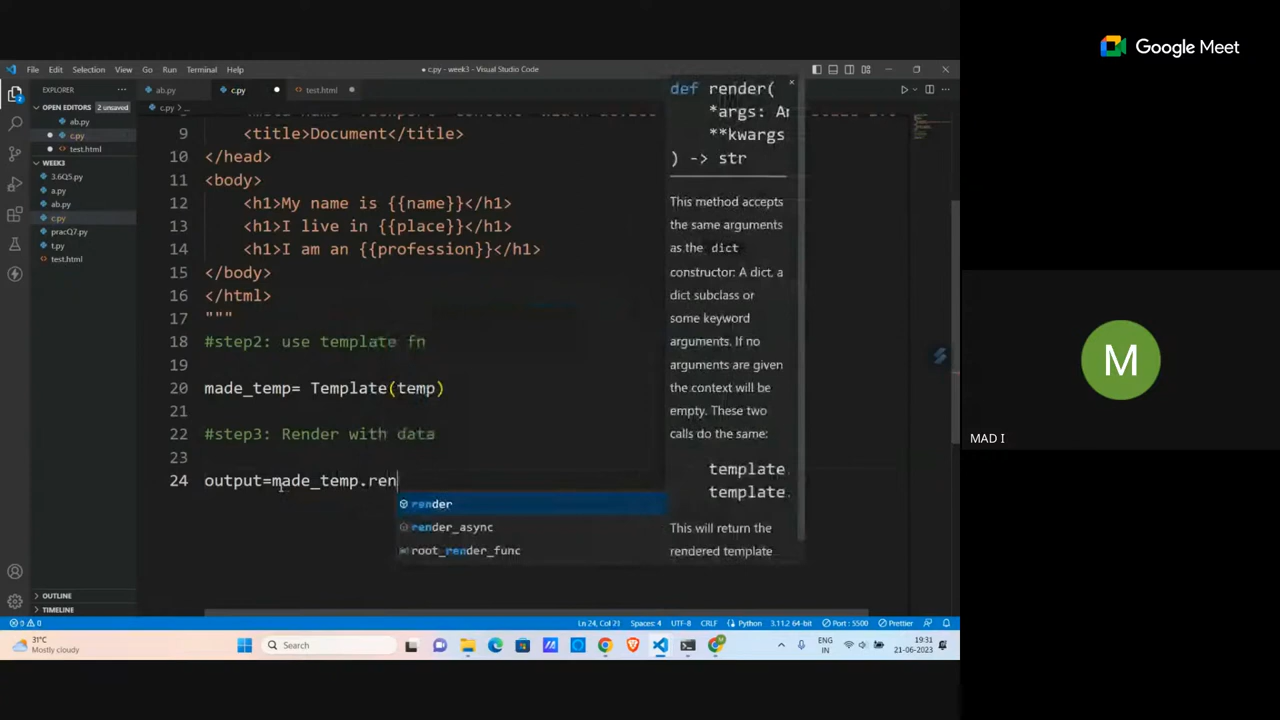 Google Meet
File Edit Selection View Go Run Terminal Help
c.py - week3 - Visual Studio Code
EXPLORER
OPEN EDITORS 2 unsaved
ab.py
c.py
test.html
WEEK3
3.6Q5.py
a.py
ab.py
c.py
pracQ7.py
t.py
test.html
OUTLINE
TIMELINE
ab.py c.py test.html
c.py > ...
9 <title>Document</title>
10 </head>
11 <body>
12 <h1>My name is {{name}}</h1>
13 <h1>I live in {{place}}</h1>
14 <h1>I am an {{profession}}</h1>
15 </body>
16 </html>
17 """
18 #step2: use template fn
19
20 made_temp= Template(temp)
21
22 #step3: Render with data
23
24 output=made_temp.ren
render
render_async
root_render_func
def render(
*args: An
**kwargs
) -> str
This method accepts
the same arguments
as the dict
constructor: A dict, a
dict subclass or
some keyword
arguments. If no
arguments are given
the context will be
empty. These two
calls do the same:
template.
template.
This will return the
rendered template
M
MAD I
0 0 Ln 24, Col 21 Spaces: 4 UTF-8 CRLF Python 3.11.2 64-bit Port : 5500 Prettier
31°C
Mostly cloudy
Search
ENG
IN
19:31
21-06-2023